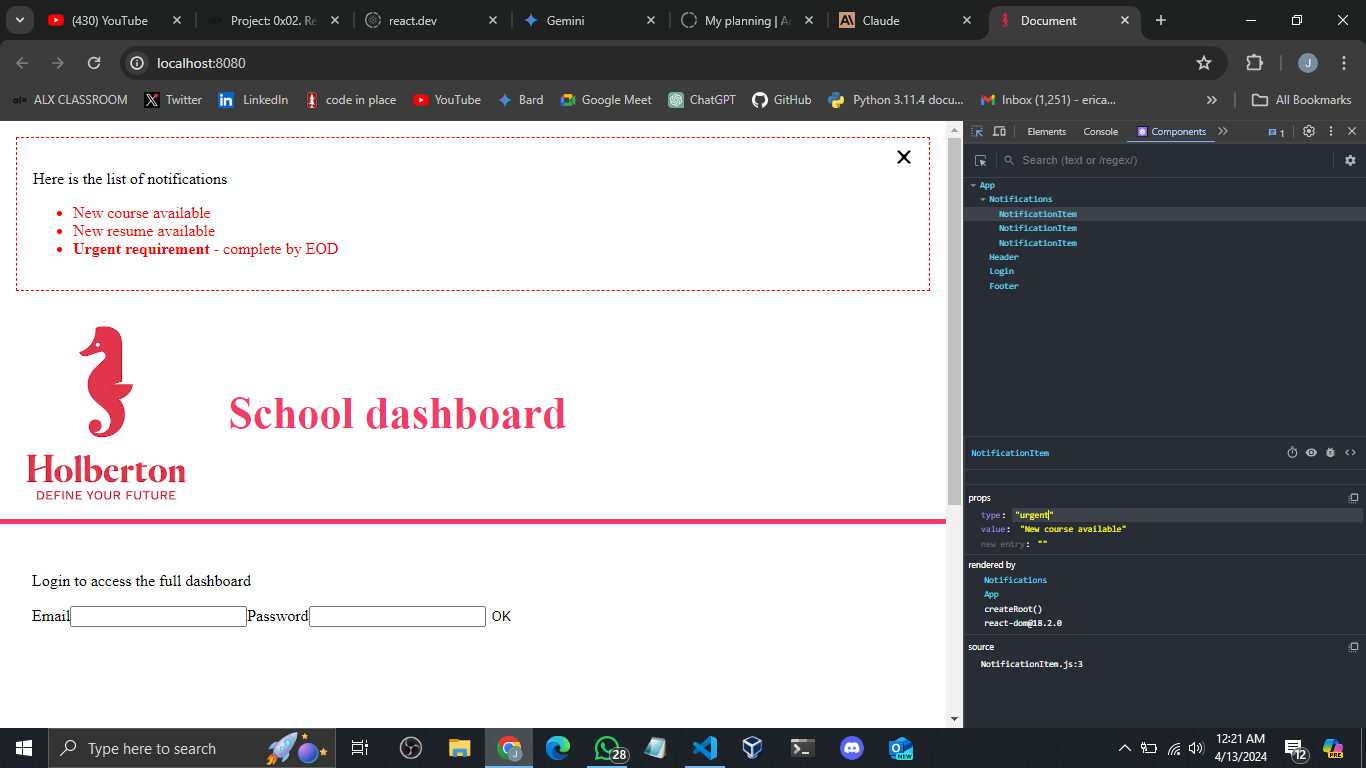 (430) YouTube
Project: 0x02. Re
react.dev
Gemini
My planning | Ac
Claude
Document
localhost:8080
ALX CLASSROOM
Twitter
LinkedIn
code in place
YouTube
Bard
Google Meet
ChatGPT
GitHub
Python 3.11.4 docu...
Inbox (1,251) - erica...
All Bookmarks
Here is the list of notifications
New course available
New resume available
Urgent requirement - complete by EOD
Holberton
DEFINE YOUR FUTURE
School dashboard
Login to access the full dashboard
Email Password OK
Elements Console Components 1
Search (text or /regex/)
App
Notifications
NotificationItem
NotificationItem
NotificationItem
Header
Login
Footer
NotificationItem
props
type: "urgent"
value: "New course available"
new entry: ""
rendered by
Notifications
App
createRoot()
react-dom@18.2.0
source
NotificationItem.js:3
Type here to search
28
NEW
12:21 AM
4/13/2024
12
PRE